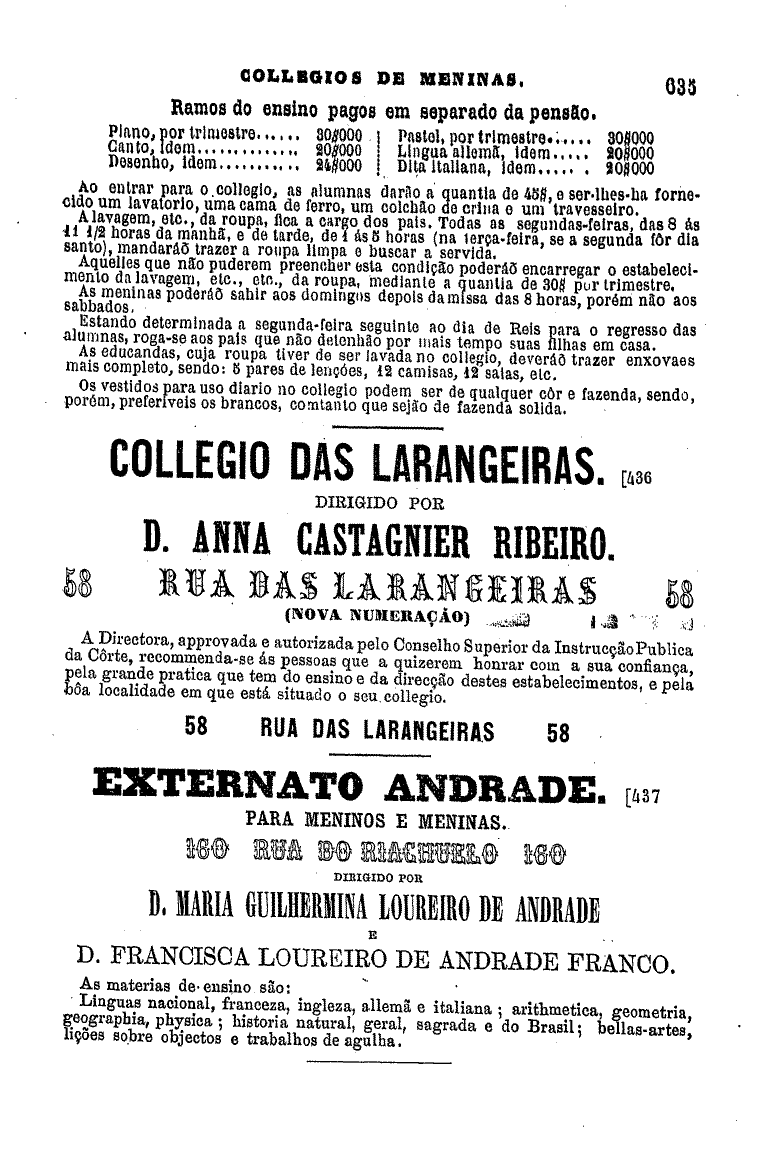 COLLEGIOS DE MENINAS. 635
Ramos do ensino pagos em separado da pensão.
Piano, por trimestre...... 30$000 | Pastel, por trimestre...... 30$000
Canto, idem............. 20$000 | Lingua allemã, idem..... 20$000
Desenho, idem.......... 24$000 | Dita italiana, idem..... . 20$000
Ao entrar para o collegio, as alumnas darão a quantia de 45$, e ser-lhes-ha forne-
cido um lavatorio, uma cama de ferro, um colchão de crina e um travesseiro.
A lavagem, etc., da roupa, fica a cargo dos pais. Todas as segundas-feiras, das 8 ás
11 1/2 horas da manhã, e de tarde, de 1 ás 5 horas (na terça-feira, se a segunda fôr dia
santo), mandaráõ trazer a roupa limpa e buscar a servida.
Aquelles que não puderem preencher esta condição poderáõ encarregar o estabeleci-
mento da lavagem, etc., etc., da roupa, mediante a quantia de 30$ por trimestre.
As meninas poderáõ sahir aos domingos depois da missa das 8 horas, porém não aos
sabbados.
Estando determinada a segunda-feira seguinte ao dia de Reis para o regresso das
alumnas, roga-se aos pais que não detenhão por mais tempo suas filhas em casa.
As educandas, cuja roupa tiver de ser lavada no collegio, deveráõ trazer enxovaes
mais completo, sendo: 5 pares de lenções, 12 camisas, 12 saias, etc.
Os vestidos para uso diario no collegio podem ser de qualquer côr e fazenda, sendo,
porém, preferiveis os brancos, comtanto que sejão de fazenda solida.
COLLEGIO DAS LARANGEIRAS. [436
DIRIGIDO POR
D. ANNA CASTAGNIER RIBEIRO.
58 RUA DAS LARANGEIRAS 58
(NOVA NUMERAÇÃO)
A Directora, approvada e autorizada pelo Conselho Superior da Instrucção Publica
da Côrte, recommenda-se ás pessoas que a quizerem honrar com a sua confiança,
pela grande pratica que tem do ensino e da direcção destes estabelecimentos, e pela
bôa localidade em que está situado o seu collegio.
58 RUA DAS LARANGEIRAS 58
EXTERNATO ANDRADE. [437
PARA MENINOS E MENINAS.
160 RUA DO RIACHUELO 160
DIRIGIDO POR
D. MARIA GUILHERMINA LOUREIRO DE ANDRADE
E
D. FRANCISCA LOUREIRO DE ANDRADE FRANCO.
As materias de ensino são:
Linguas nacional, franceza, ingleza, allemã e italiana ; arithmetica, geometria,
geographia, physica ; historia natural, geral, sagrada e do Brasil ; bellas-artes,
lições sobre objectos e trabalhos de agulha.